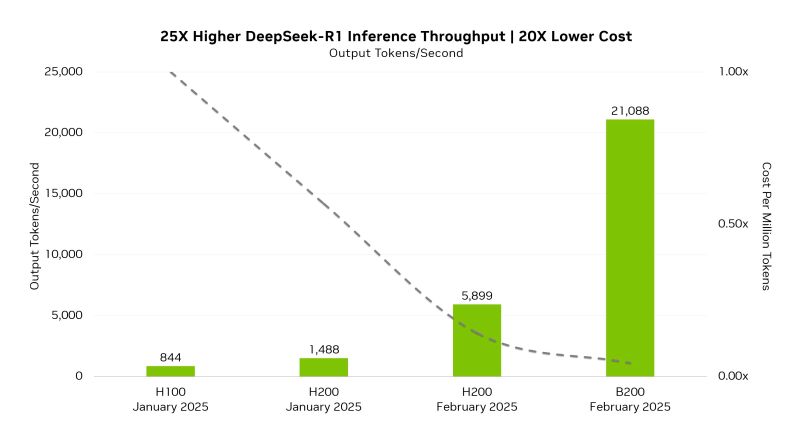 25X Higher DeepSeek-R1 Inference Throughput | 20X Lower Cost
Output Tokens/Second
25,000
20,000
15,000
10,000
5,000
0
Output Tokens/Second
844
1,488
5,899
21,088
1.00x
0.50x
0.00x
Cost Per Million Tokens
H100
January 2025
H200
January 2025
H200
February 2025
B200
February 2025